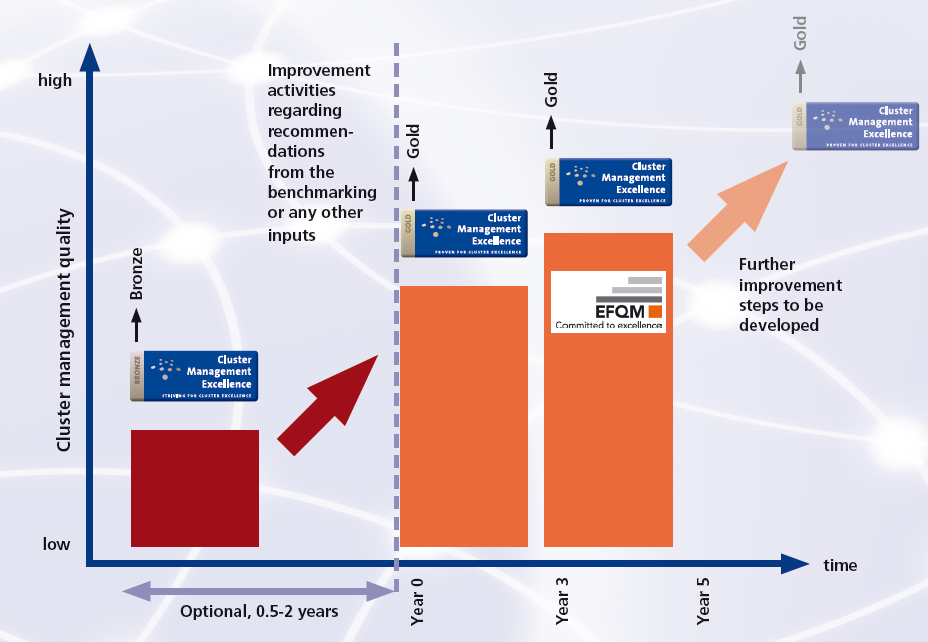 high
Cluster management quality
low
Improvement
activities
regarding
recommen-
dations
from the
benchmarking
or any other
inputs
Bronze
BRONZE
Cluster
Management
Excellence
STRIVING FOR CLUSTER EXCELLENCE
Gold
GOLD
Cluster
Management
Excellence
PROVEN FOR CLUSTER EXCELLENCE
Gold
GOLD
Cluster
Management
Excellence
PROVEN FOR CLUSTER EXCELLENCE
EFQM
Committed to excellence
Gold
GOLD
Cluster
Management
Excellence
PROVEN FOR CLUSTER EXCELLENCE
Further
improvement
steps to be
developed
time
Optional, 0.5-2 years
Year 0
Year 3
Year 5